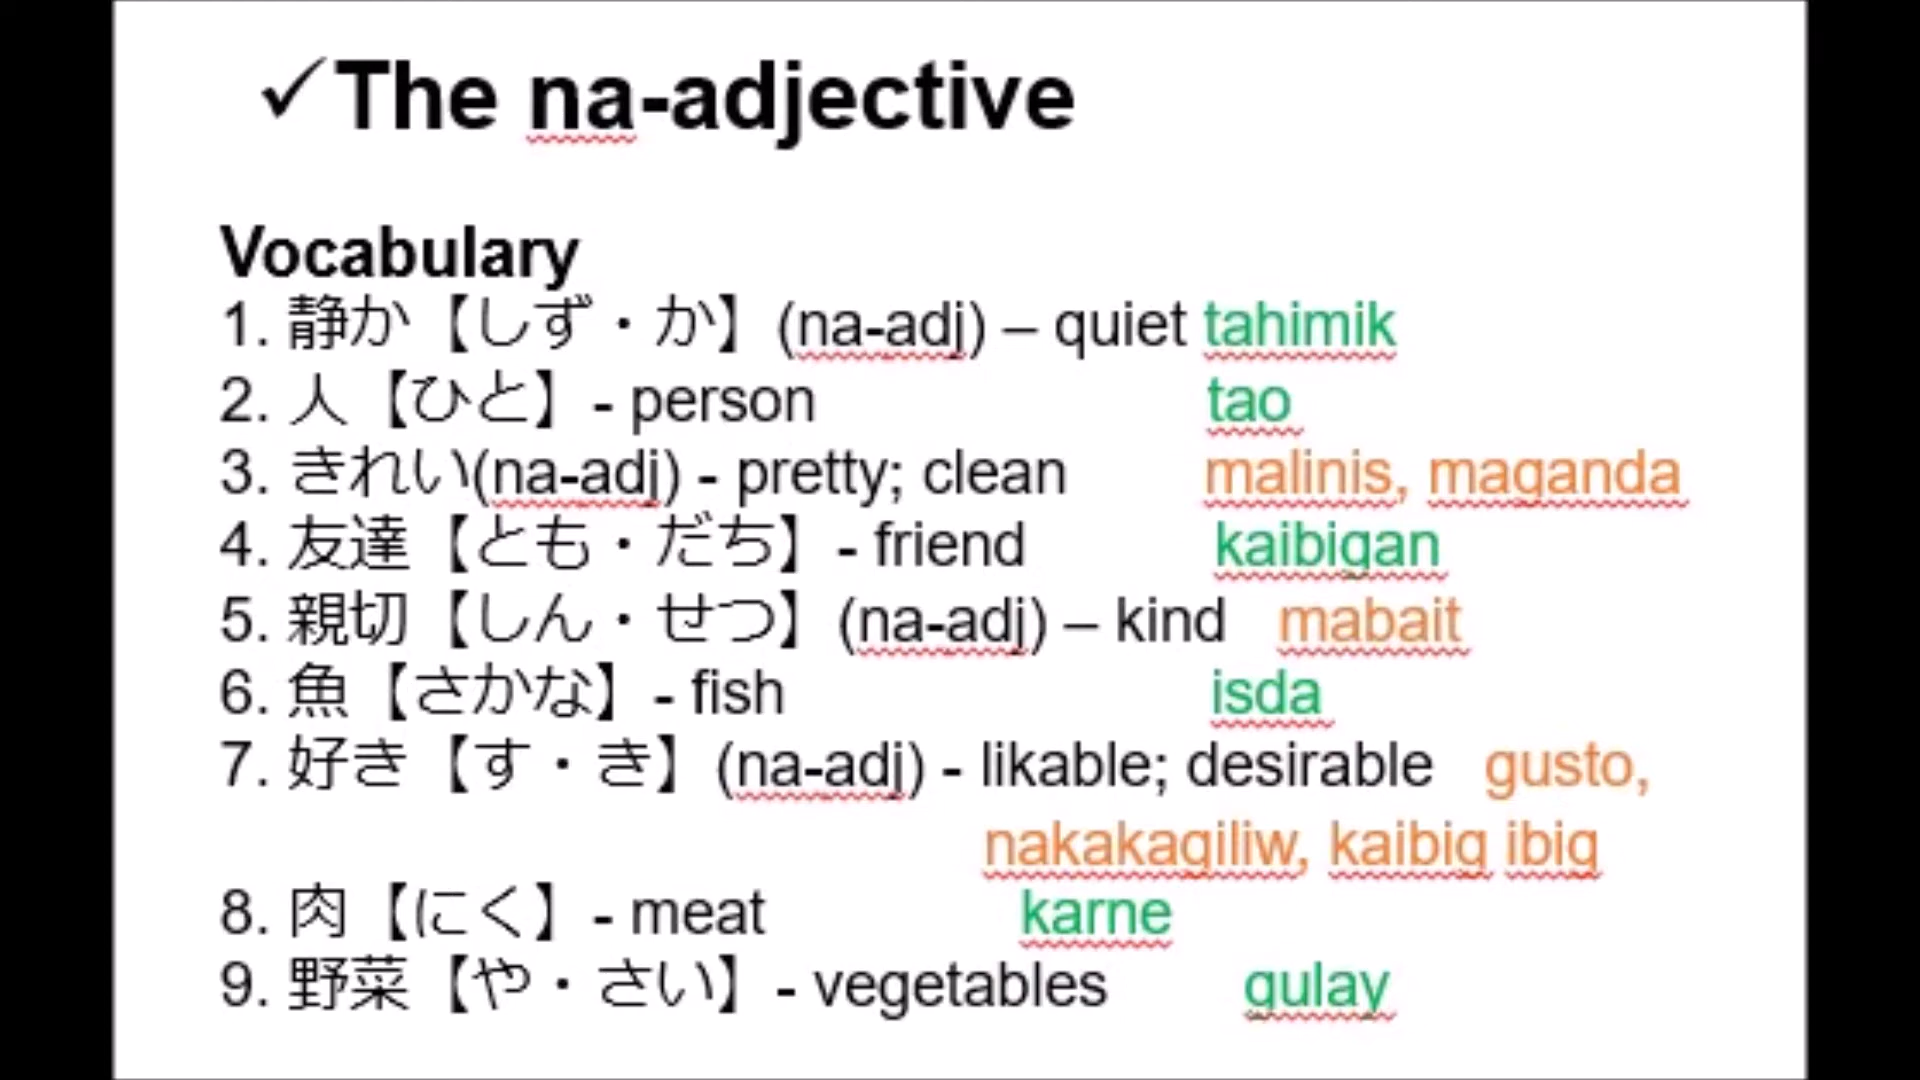 ✓The na-adjective
Vocabulary
1. 静か【しず・か】(na-adj) – quiet tahimik
2. 人【ひと】- person tao
3. きれい(na-adj) - pretty; clean malinis, maganda
4. 友達【とも・だち】- friend kaibigan
5. 親切【しん・せつ】(na-adj) – kind mabait
6. 魚【さかな】- fish isda
7. 好き【す・き】(na-adj) - likable; desirable gusto,
nakakagiliw, kaibig ibig
8. 肉【にく】- meat karne
9. 野菜【や・さい】- vegetables gulay